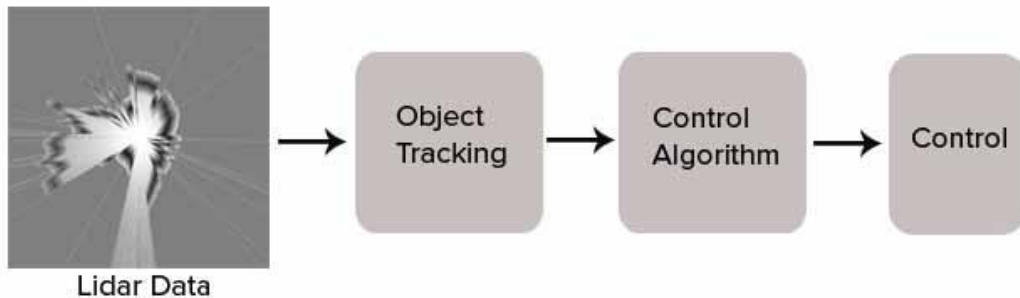 Object
Tracking
Control
Algorithm
Control
Lidar Data